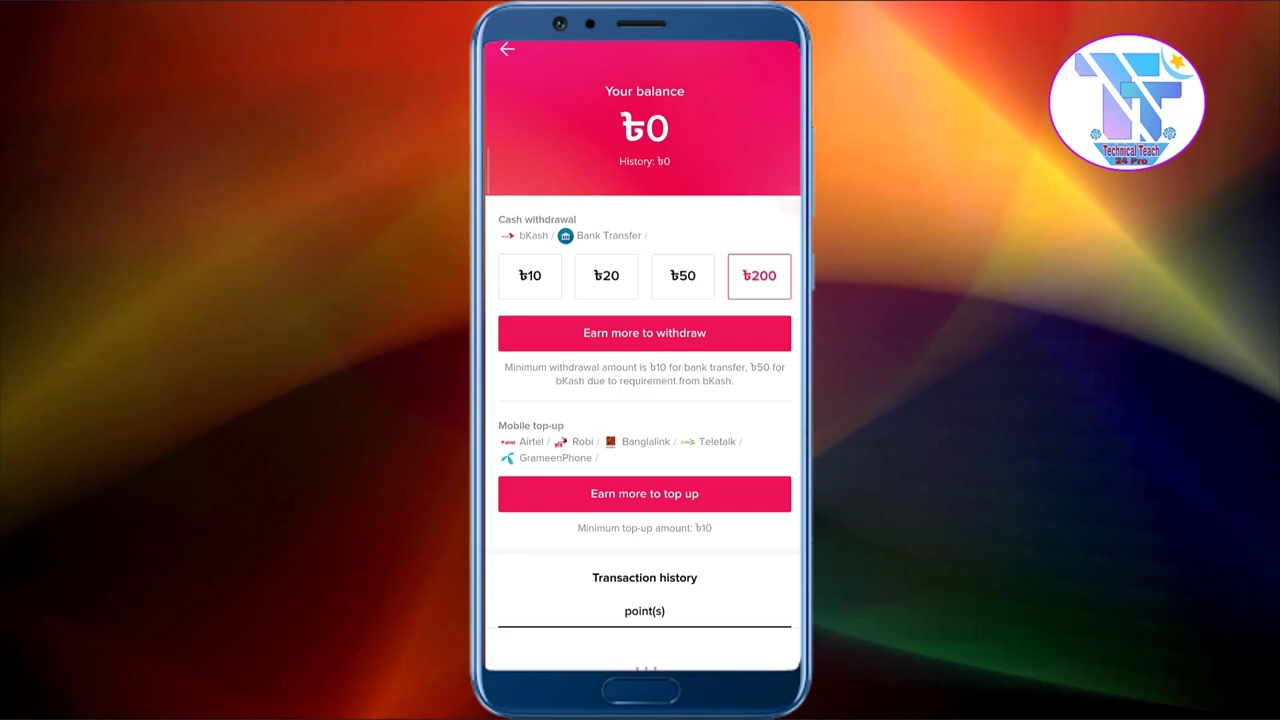 Your balance
৳0
History: ৳0
Cash withdrawal
bKash / Bank Transfer /
৳10 ৳20 ৳50 ৳200
Earn more to withdraw
Minimum withdrawal amount is ৳10 for bank transfer, ৳50 for
bKash due to requirement from bKash.
Mobile top-up
Airtel / Robi / Banglalink / Teletalk /
GrameenPhone /
Earn more to top up
Minimum top-up amount: ৳10
Transaction history
point(s)
TT
Technical Teach
24 Pro